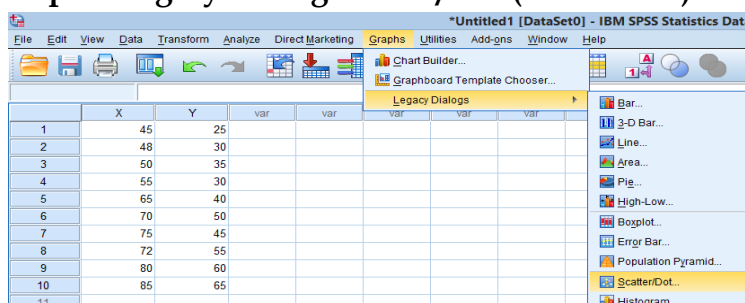 *Untitled1 [DataSet0] - IBM SPSS Statistics Dat
File Edit View Data Transform Analyze Direct Marketing Graphs Utilities Add-ons Window Help
Chart Builder...
Graphboard Template Chooser...
Legacy Dialogs
Bar...
3-D Bar...
Line...
Area...
Pie...
High-Low...
Boxplot...
Error Bar...
Population Pyramid...
Scatter/Dot...
Histogram
X Y var var var var var
1 45 25
2 48 30
3 50 35
4 55 30
5 65 40
6 70 50
7 75 45
8 72 55
9 80 60
10 85 65
11